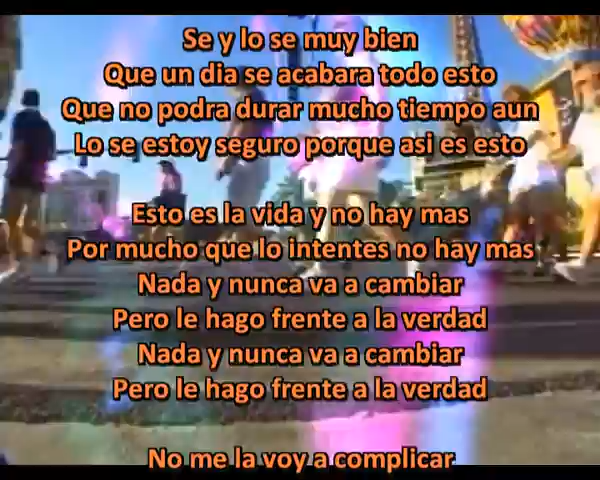 Se y lo se muy bien
Que un dia se acabara todo esto
Que no podra durar mucho tiempo aun
Lo se estoy seguro porque asi es esto
Esto es la vida y no hay mas
Por mucho que lo intentes no hay mas
Nada y nunca va a cambiar
Pero le hago frente a la verdad
Nada y nunca va a cambiar
Pero le hago frente a la verdad
No me la voy a complicar